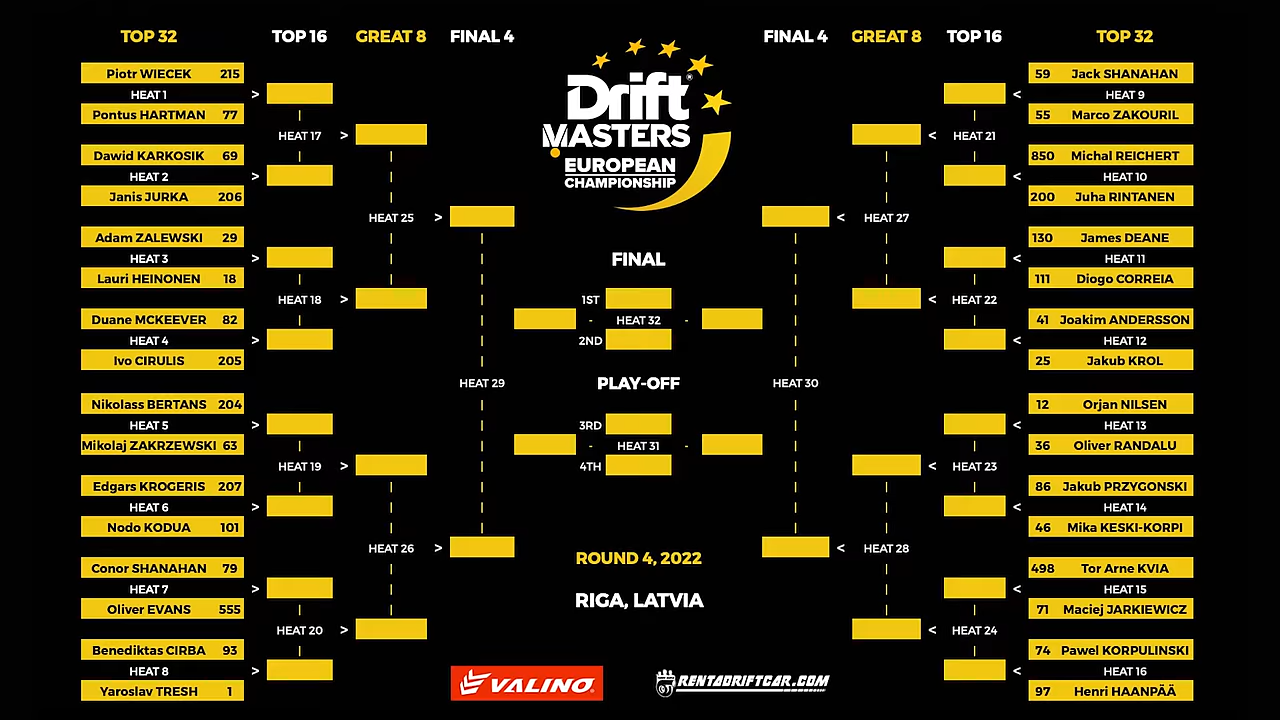 TOP 32 TOP 16 GREAT 8 FINAL 4 FINAL 4 GREAT 8 TOP 16 TOP 32
Drift®
MASTERS
EUROPEAN
CHAMPIONSHIP
Piotr WIECEK 215
HEAT 1 >
Pontus HARTMAN 77
HEAT 17 >
Dawid KARKOSIK 69
HEAT 2 >
Janis JURKA 206
HEAT 25 >
Adam ZALEWSKI 29
HEAT 3 >
Lauri HEINONEN 18
HEAT 18 >
Duane MCKEEVER 82
HEAT 4 >
Ivo CIRULIS 205
HEAT 29
Nikolass BERTANS 204
HEAT 5 >
Mikolaj ZAKRZEWSKI 63
HEAT 19 >
Edgars KROGERIS 207
HEAT 6 >
Nodo KODUA 101
HEAT 26 >
Conor SHANAHAN 79
HEAT 7 >
Oliver EVANS 555
HEAT 20 >
Benediktas CIRBA 93
HEAT 8 >
Yaroslav TRESH 1
FINAL
1ST
- HEAT 32 -
2ND
PLAY-OFF
3RD
- HEAT 31 -
4TH
ROUND 4, 2022
RIGA, LATVIA
VALINO
RENTADRIFTCAR.COM
59 Jack SHANAHAN
< HEAT 9
55 Marco ZAKOURIL
< HEAT 21
850 Michal REICHERT
< HEAT 10
200 Juha RINTANEN
< HEAT 27
130 James DEANE
< HEAT 11
111 Diogo CORREIA
< HEAT 22
41 Joakim ANDERSSON
< HEAT 12
25 Jakub KROL
HEAT 30
12 Orjan NILSEN
< HEAT 13
36 Oliver RANDALU
< HEAT 23
86 Jakub PRZYGONSKI
< HEAT 14
46 Mika KESKI-KORPI
< HEAT 28
498 Tor Arne KVIA
< HEAT 15
71 Maciej JARKIEWICZ
< HEAT 24
74 Pawel KORPULINSKI
< HEAT 16
97 Henri HAANPÄÄ